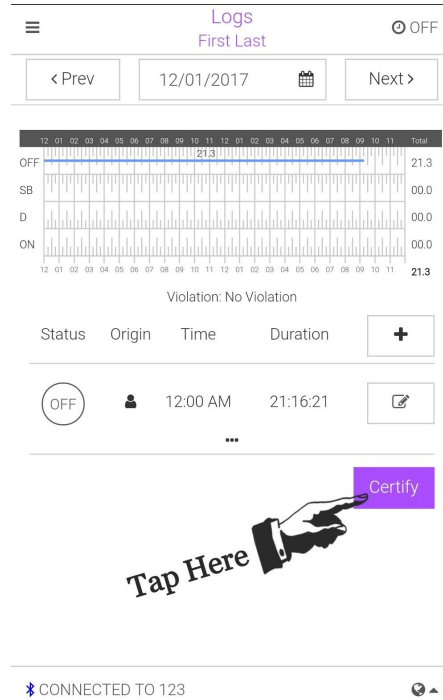 Logs
First Last
OFF
< Prev
12/01/2017
Next >
12 01 02 03 04 05 06 07 08 09 10 11 12 01 02 03 04 05 06 07 08 09 10 11 Total
21.3
OFF 21.3
SB 00.0
D 00.0
ON 00.0
12 01 02 03 04 05 06 07 08 09 10 11 12 01 02 03 04 05 06 07 08 09 10 11 21.3
Violation: No Violation
Status Origin Time Duration +
OFF 12:00 AM 21:16:21
...
Certify
Tap Here
CONNECTED TO 123